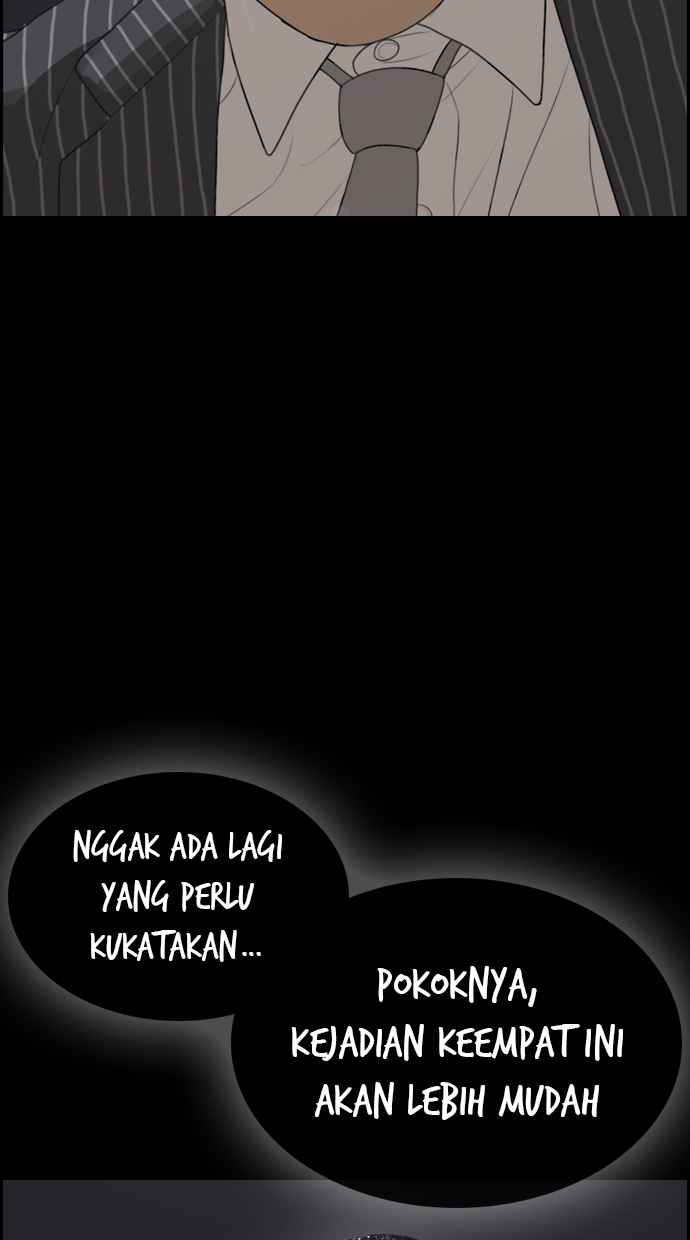 NGGAK ADA LAGI
YANG PERLU
KUKATAKAN...
POKOKNYA,
KEJADIAN KEEMPAT INI
AKAN LEBIH MUDAH